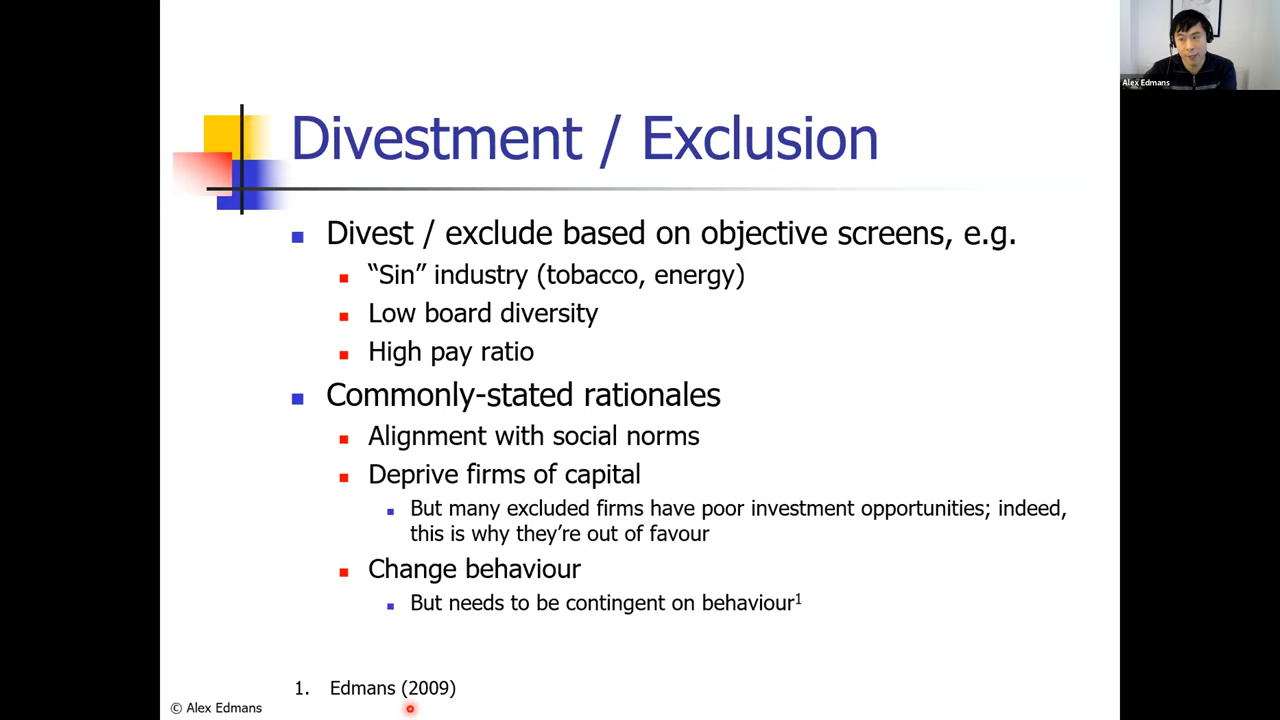 Alex Edmans
Divestment / Exclusion
Divest / exclude based on objective screens, e.g.
“Sin” industry (tobacco, energy)
Low board diversity
High pay ratio
Commonly-stated rationales
Alignment with social norms
Deprive firms of capital
But many excluded firms have poor investment opportunities; indeed,
this is why they’re out of favour
Change behaviour
But needs to be contingent on behaviour¹
1. Edmans (2009)
© Alex Edmans